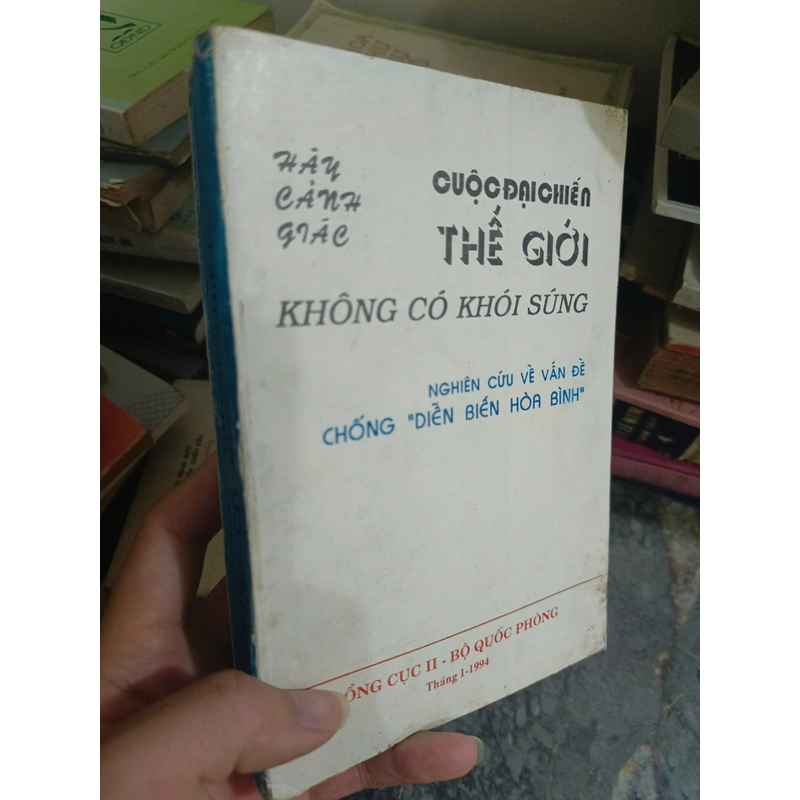 HÃY
CẢNH
GIÁC
CUỘC ĐẠI CHIẾN
THẾ GIỚI
KHÔNG CÓ KHÓI SÚNG
NGHIÊN CỨU VỀ VẤN ĐỀ
CHỐNG "DIỄN BIẾN HÒA BÌNH"
ỔNG CỤC II - BỘ QUỐC PHÒNG
Tháng 1-1994